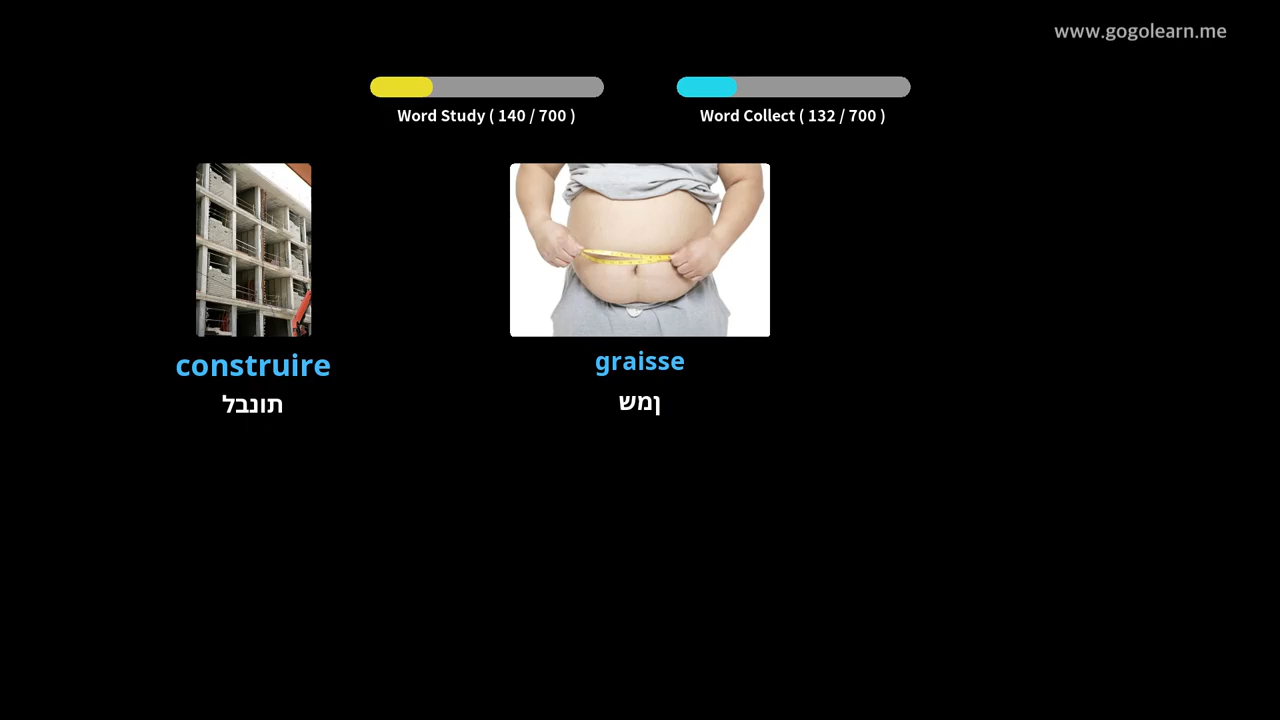 www.gogolearn.me
Word Study ( 140 / 700 )
Word Collect ( 132 / 700 )
construire
תונבל
graisse
ןמש